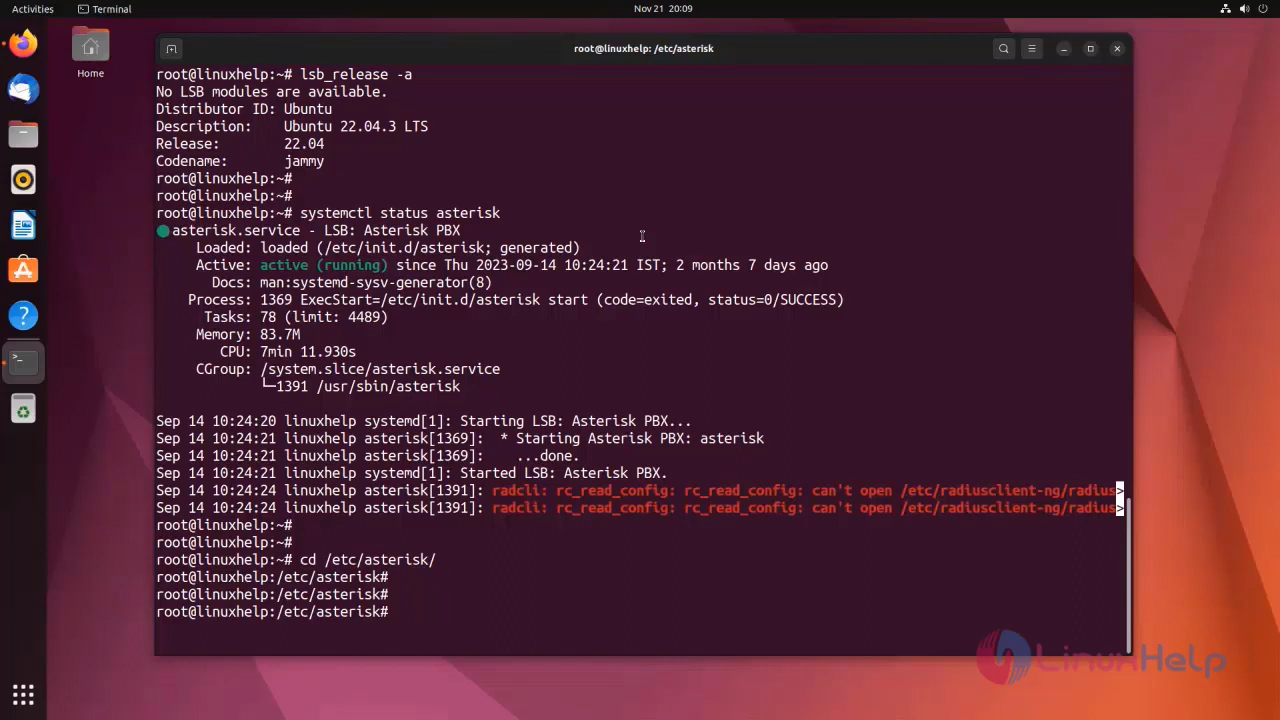 Activities
Terminal
Nov 21 20:09
Home
root@linuxhelp: /etc/asterisk
root@linuxhelp:~# lsb_release -a
No LSB modules are available.
Distributor ID: Ubuntu
Description:    Ubuntu 22.04.3 LTS
Release:        22.04
Codename:       jammy
root@linuxhelp:~#
root@linuxhelp:~#
root@linuxhelp:~# systemctl status asterisk
● asterisk.service - LSB: Asterisk PBX
     Loaded: loaded (/etc/init.d/asterisk; generated)
     Active: active (running) since Thu 2023-09-14 10:24:21 IST; 2 months 7 days ago
       Docs: man:systemd-sysv-generator(8)
    Process: 1369 ExecStart=/etc/init.d/asterisk start (code=exited, status=0/SUCCESS)
      Tasks: 78 (limit: 4489)
     Memory: 83.7M
        CPU: 7min 11.930s
     CGroup: /system.slice/asterisk.service
             └─1391 /usr/sbin/asterisk
Sep 14 10:24:20 linuxhelp systemd[1]: Starting LSB: Asterisk PBX...
Sep 14 10:24:21 linuxhelp asterisk[1369]:  * Starting Asterisk PBX: asterisk
Sep 14 10:24:21 linuxhelp asterisk[1369]:    ...done.
Sep 14 10:24:21 linuxhelp systemd[1]: Started LSB: Asterisk PBX.
Sep 14 10:24:24 linuxhelp asterisk[1391]: radcli: rc_read_config: rc_read_config: can't open /etc/radiusclient-ng/radius>
Sep 14 10:24:24 linuxhelp asterisk[1391]: radcli: rc_read_config: rc_read_config: can't open /etc/radiusclient-ng/radius>
root@linuxhelp:~#
root@linuxhelp:~#
root@linuxhelp:~# cd /etc/asterisk/
root@linuxhelp:/etc/asterisk#
root@linuxhelp:/etc/asterisk#
root@linuxhelp:/etc/asterisk#
LinuxHelp